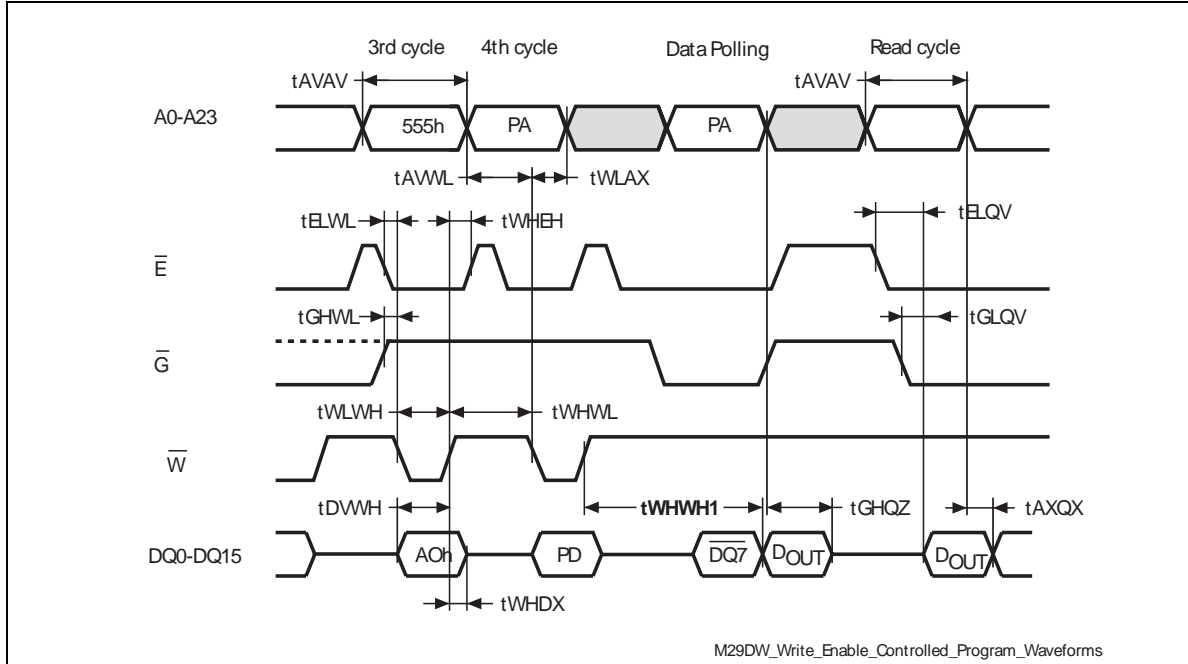 3rd cycle 4th cycle Data Polling Read cycle
tAVAV tAVAV
A0-A23 555h PA PA
tAVWL tWLAX
tELWL tWHEH tELQV
E
tGHWL tGLQV
G
tWLWH tWHWL
W
tDVWH tWHWH1 tGHQZ tAXQX
DQ0-DQ15 AOh PD DQ7 DOUT DOUT
tWHDX
M29DW_Write_Enable_Controlled_Program_Waveforms